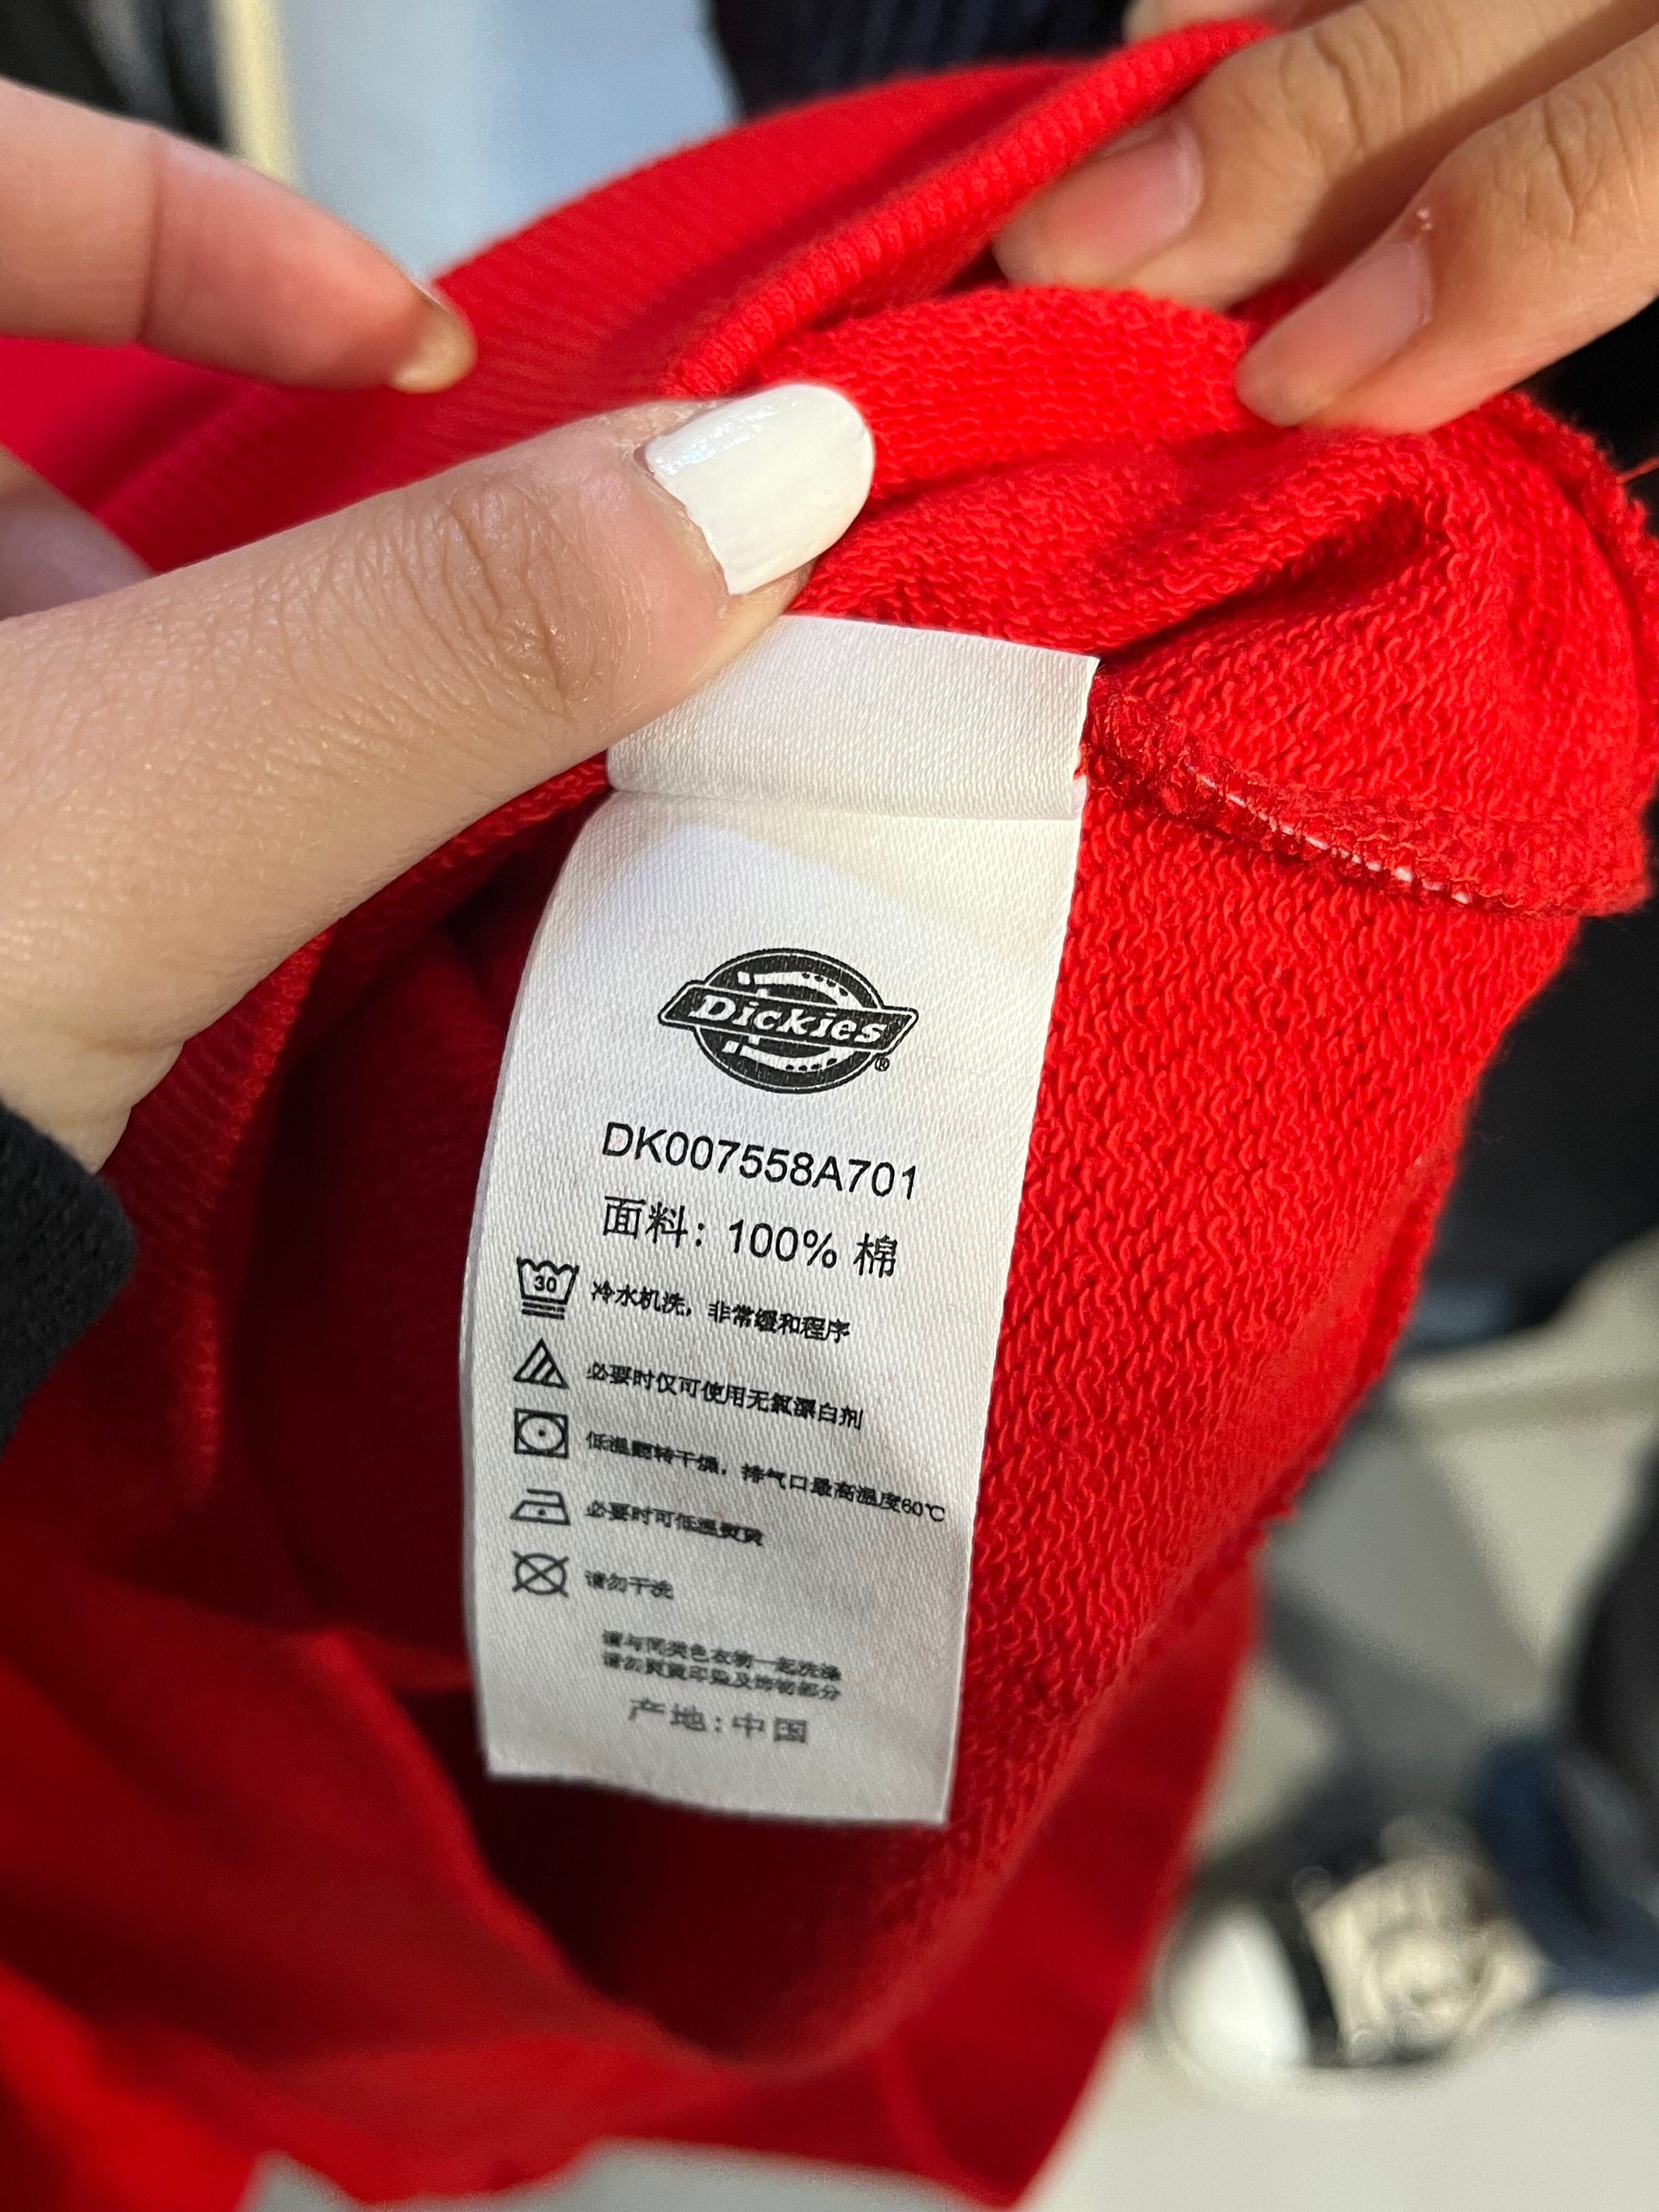 Dickies®
DK007558A701
面料：100% 棉
30
冷水机洗，非常缓和程序
必要时仅可使用无氯漂白剂
低温翻转干燥，排气口最高温度60℃
必要时可低温熨烫
请勿干洗
请与同类色衣物一起洗涤
请勿熨烫印染及饰物部分
产地：中国